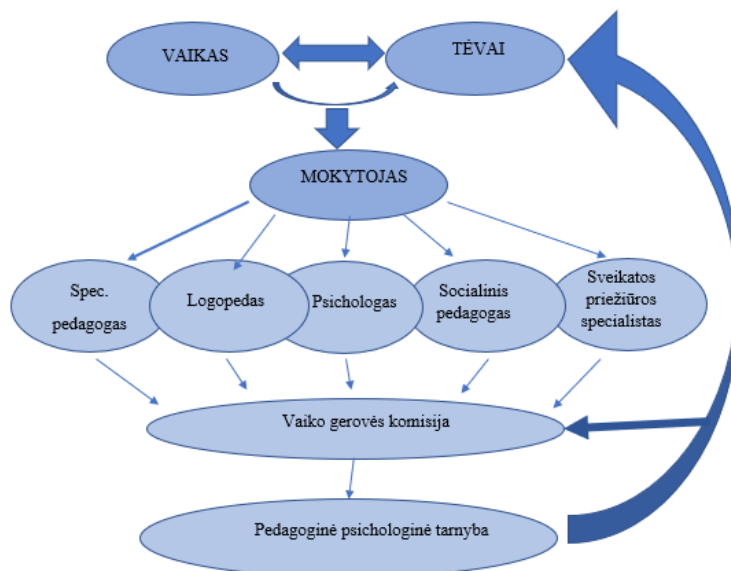 VAIKAS
TĖVAI
MOKYTOJAS
Spec.
pedagogas
Logopedas
Psichologas
Socialinis
pedagogas
Sveikatos
priežiūros
specialistas
Vaiko gerovės komisija
Pedagoginė psichologinė tarnyba